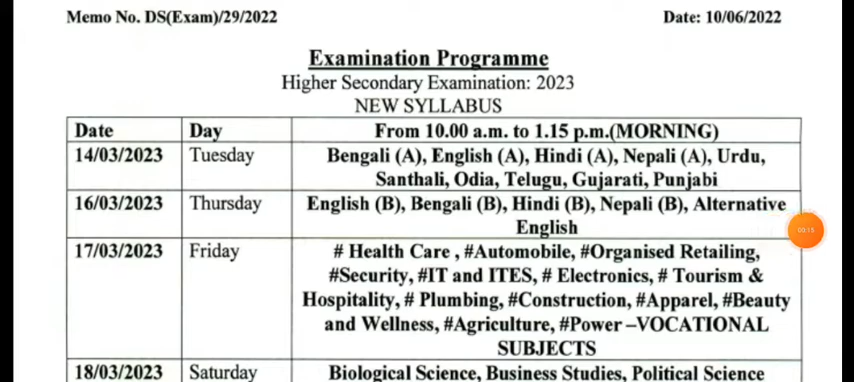 Memo No. DS(Exam)/29/2022 Date: 10/06/2022
Examination Programme
Higher Secondary Examination: 2023
NEW SYLLABUS
Date Day From 10.00 a.m. to 1.15 p.m.(MORNING)
14/03/2023 Tuesday Bengali (A), English (A), Hindi (A), Nepali (A), Urdu,
Santhali, Odia, Telugu, Gujarati, Punjabi
16/03/2023 Thursday English (B), Bengali (B), Hindi (B), Nepali (B), Alternative
English
00:15
17/03/2023 Friday # Health Care , #Automobile, #Organised Retailing,
#Security, #IT and ITES, # Electronics, # Tourism &
Hospitality, # Plumbing, #Construction, #Apparel, #Beauty
and Wellness, #Agriculture, #Power –VOCATIONAL
SUBJECTS
18/03/2023 Saturday Biological Science, Business Studies, Political Science